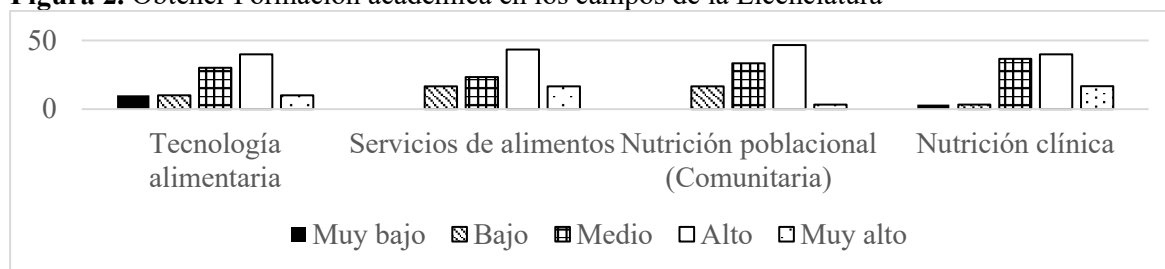 Figura 2. Obtener Formación académica en los campos de la Licenciatura
50
0
Tecnología alimentaria
Servicios de alimentos
Nutrición poblacional (Comunitaria)
Nutrición clínica
Muy bajo Bajo Medio Alto Muy alto